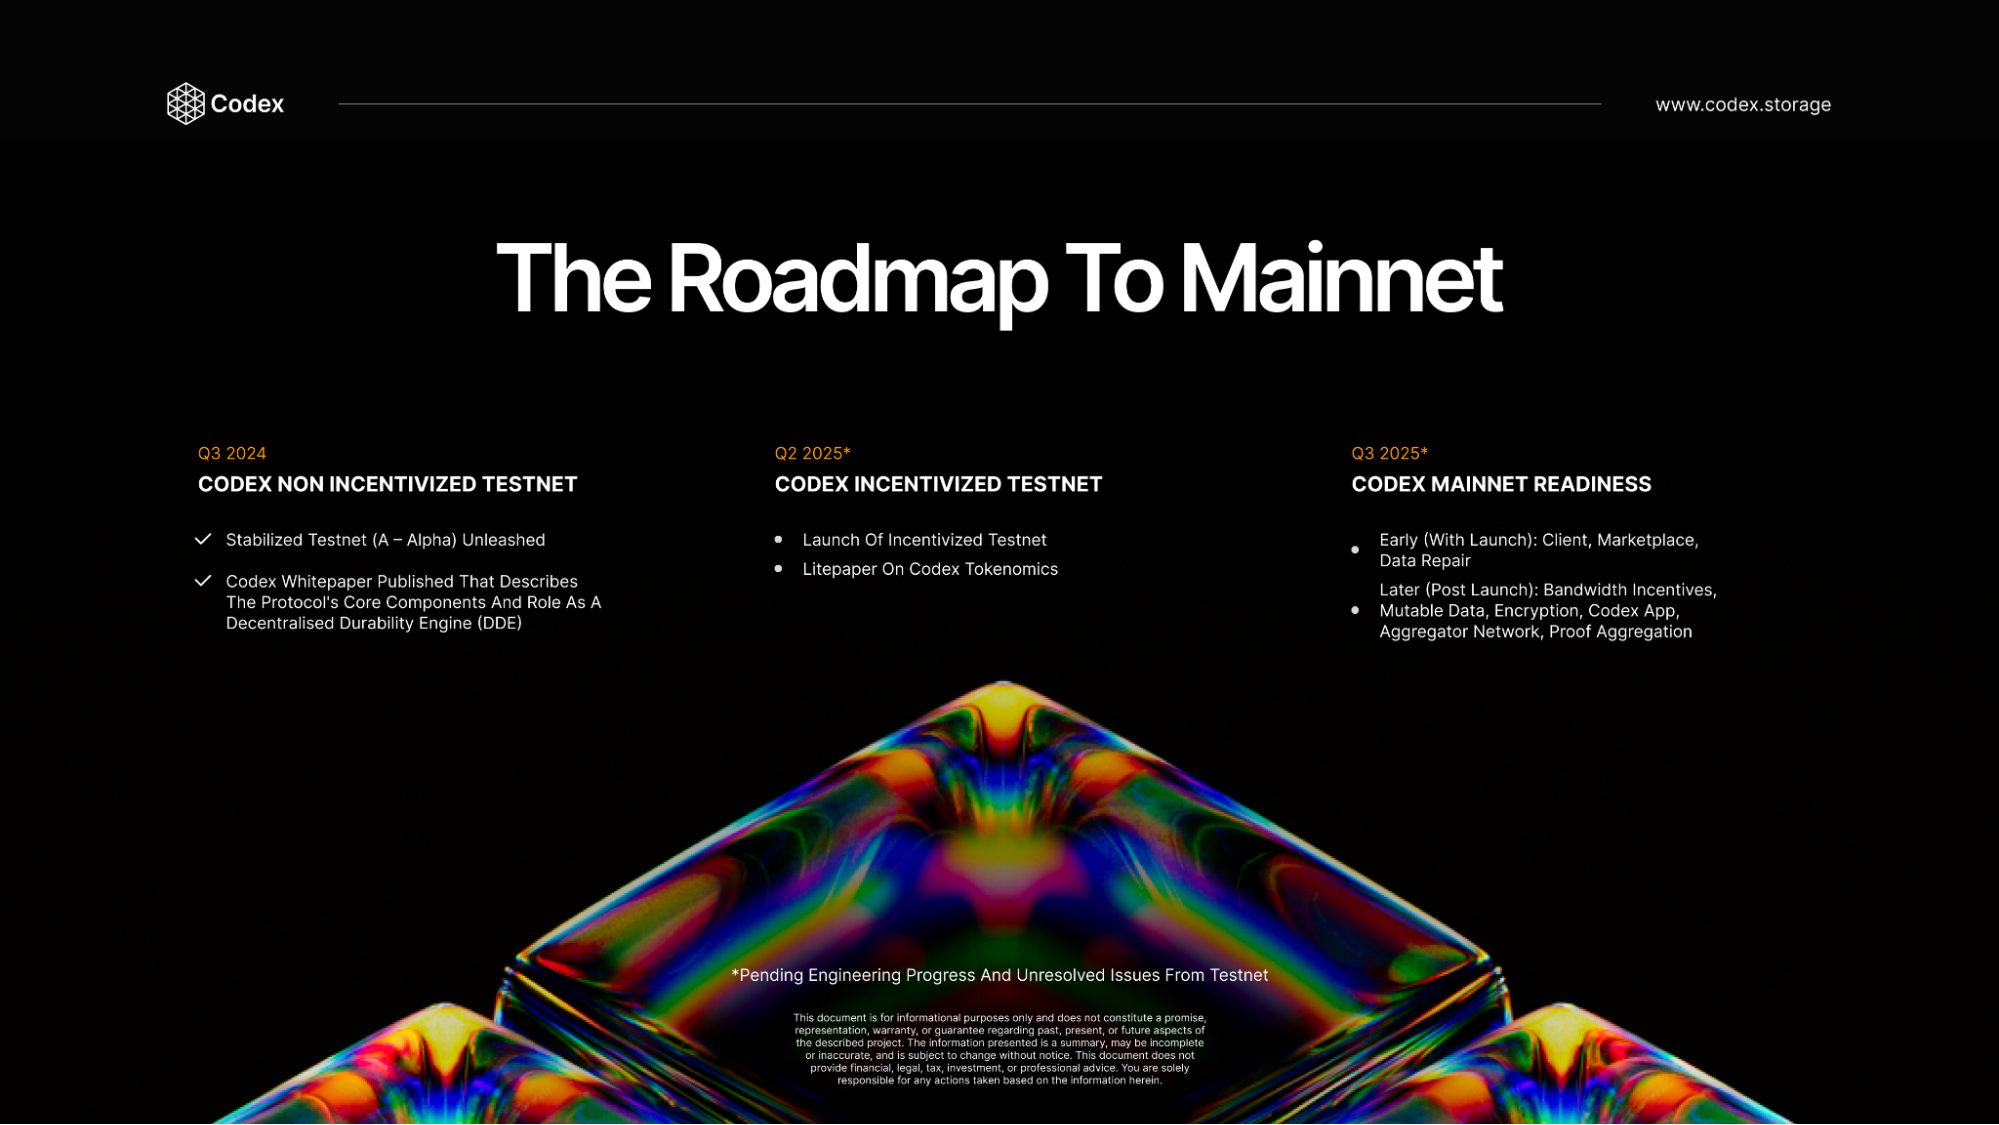 Codex
www.codex.storage
The Roadmap To Mainnet
Q3 2024
CODEX NON INCENTIVIZED TESTNET
Stabilized Testnet (A – Alpha) Unleashed
Codex Whitepaper Published That Describes
The Protocol's Core Components And Role As A
Decentralised Durability Engine (DDE)
Q2 2025*
CODEX INCENTIVIZED TESTNET
Launch Of Incentivized Testnet
Litepaper On Codex Tokenomics
Q3 2025*
CODEX MAINNET READINESS
Early (With Launch): Client, Marketplace,
Data Repair
Later (Post Launch): Bandwidth Incentives,
Mutable Data, Encryption, Codex App,
Aggregator Network, Proof Aggregation
*Pending Engineering Progress And Unresolved Issues From Testnet
This document is for informational purposes only and does not constitute a promise,
representation, warranty, or guarantee regarding past, present, or future aspects of
the described project. The information presented is a summary, may be incomplete
or inaccurate, and is subject to change without notice. This document does not
provide financial, legal, tax, investment, or professional advice. You are solely
responsible for any actions taken based on the information herein.